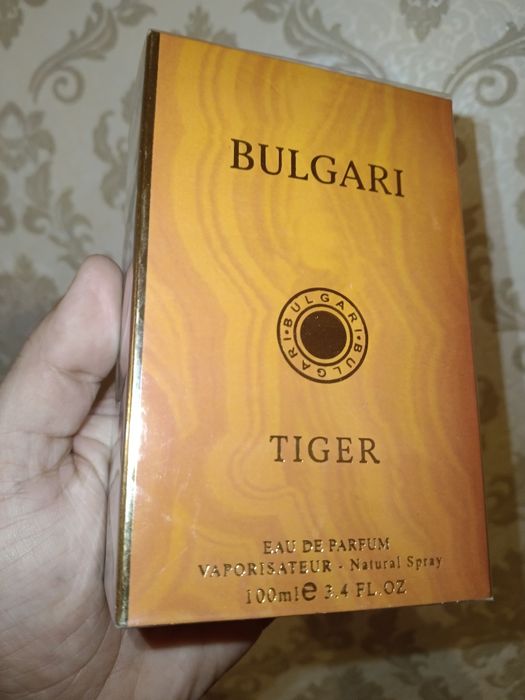 BULGARI
BULGARI • BULGARI •
TIGER
EAU DE PARFUM
VAPORISATEUR - Natural Spray
100ml e 3.4 FL.OZ